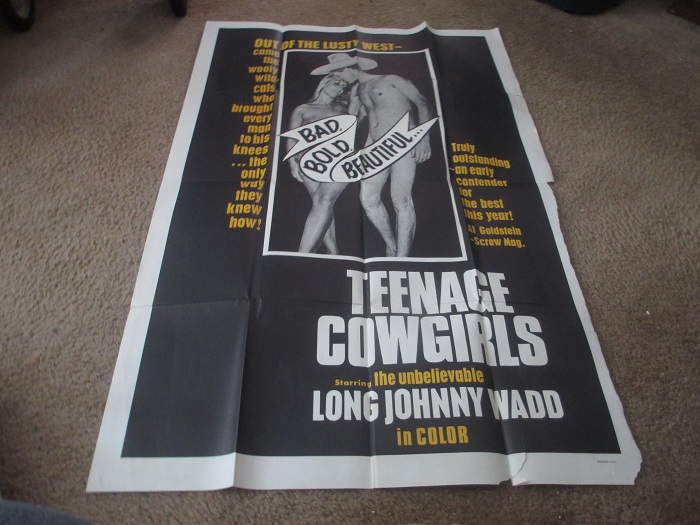 OUT OF THE LUSTY WEST—
came
the
wooly
wild-
cats
who
brought
every
man
to his
knees
...the
only
way
they
knew
how!
BAD,
BOLD,
BEAUTIFUL...
Truly
outstanding
-an early
contender
for
the best
this year!
Al Goldstein
-Screw Mag.
TEENAGE
COWGIRLS
Starring the unbelievable
LONG JOHNNY WADD
in COLOR